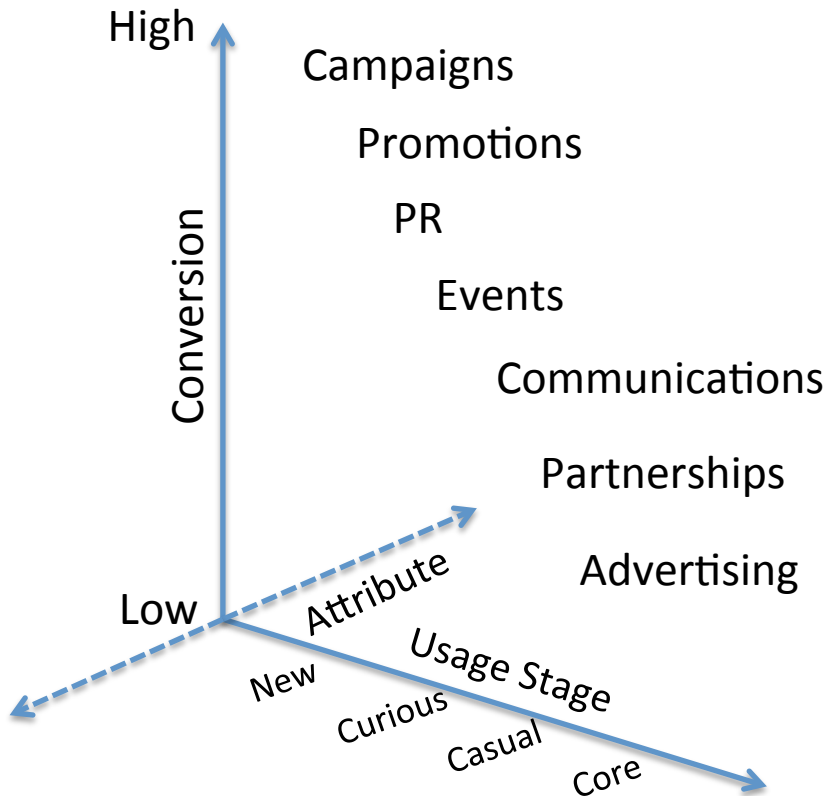 High
Campaigns
Promotions
PR
Events
Conversion
Communications
Partnerships
Advertising
Attribute
Low
Usage Stage
New
Curious
Casual
Core